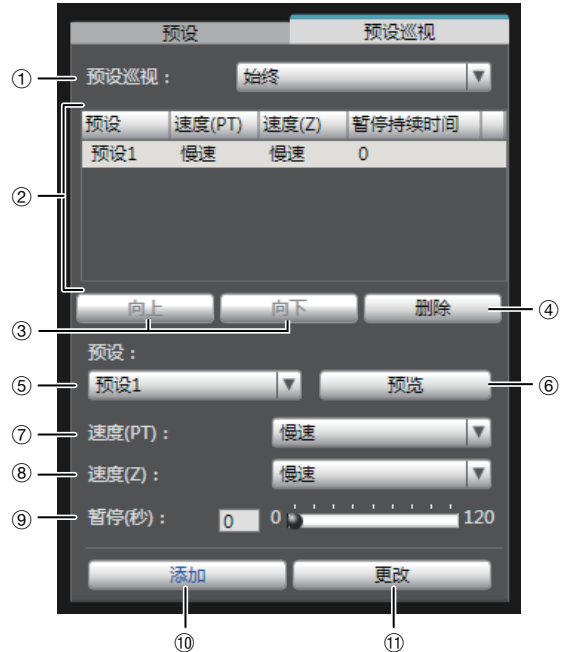 预设 预设巡视
① 预设巡视： 始终
② 预设 速度(PT) 速度(Z) 暂停持续时间
预设1 慢速 慢速 0
③ 向上 向下 删除 ④
预设：
⑤ 预设1 预览 ⑥
⑦ 速度(PT)： 慢速
⑧ 速度(Z)： 慢速
⑨ 暂停(秒)： 0 0 120
添加 更改
⑩ ⑪